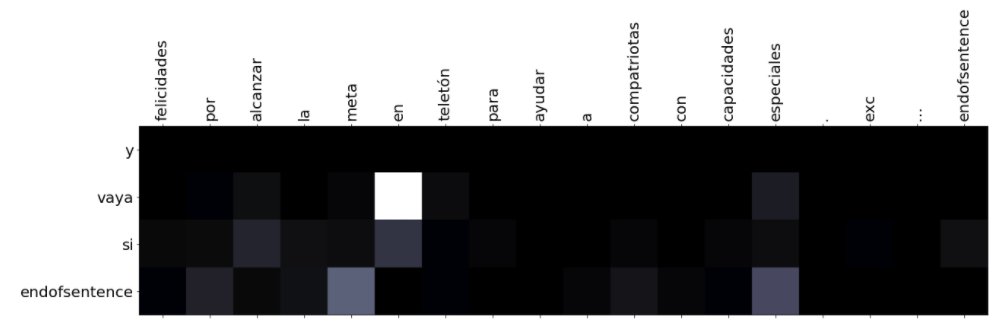 felicidades por alcanzar la meta en teletón para ayudar a compatriotas con capacidades especiales . exc ... endofsentence
y
vaya
si
endofsentence